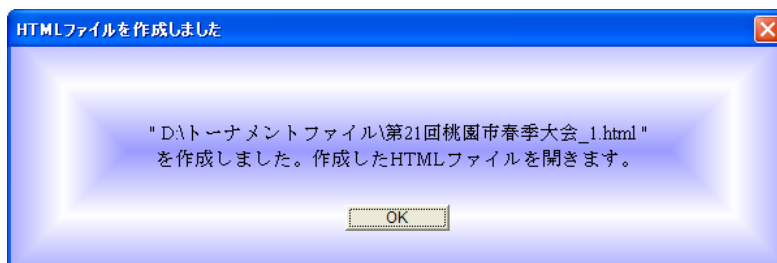 HTMLファイルを作成しました
" D:\トーナメントファイル\第21回桃園市春季大会_1.html "
を作成しました。作成したHTMLファイルを開きます。
OK